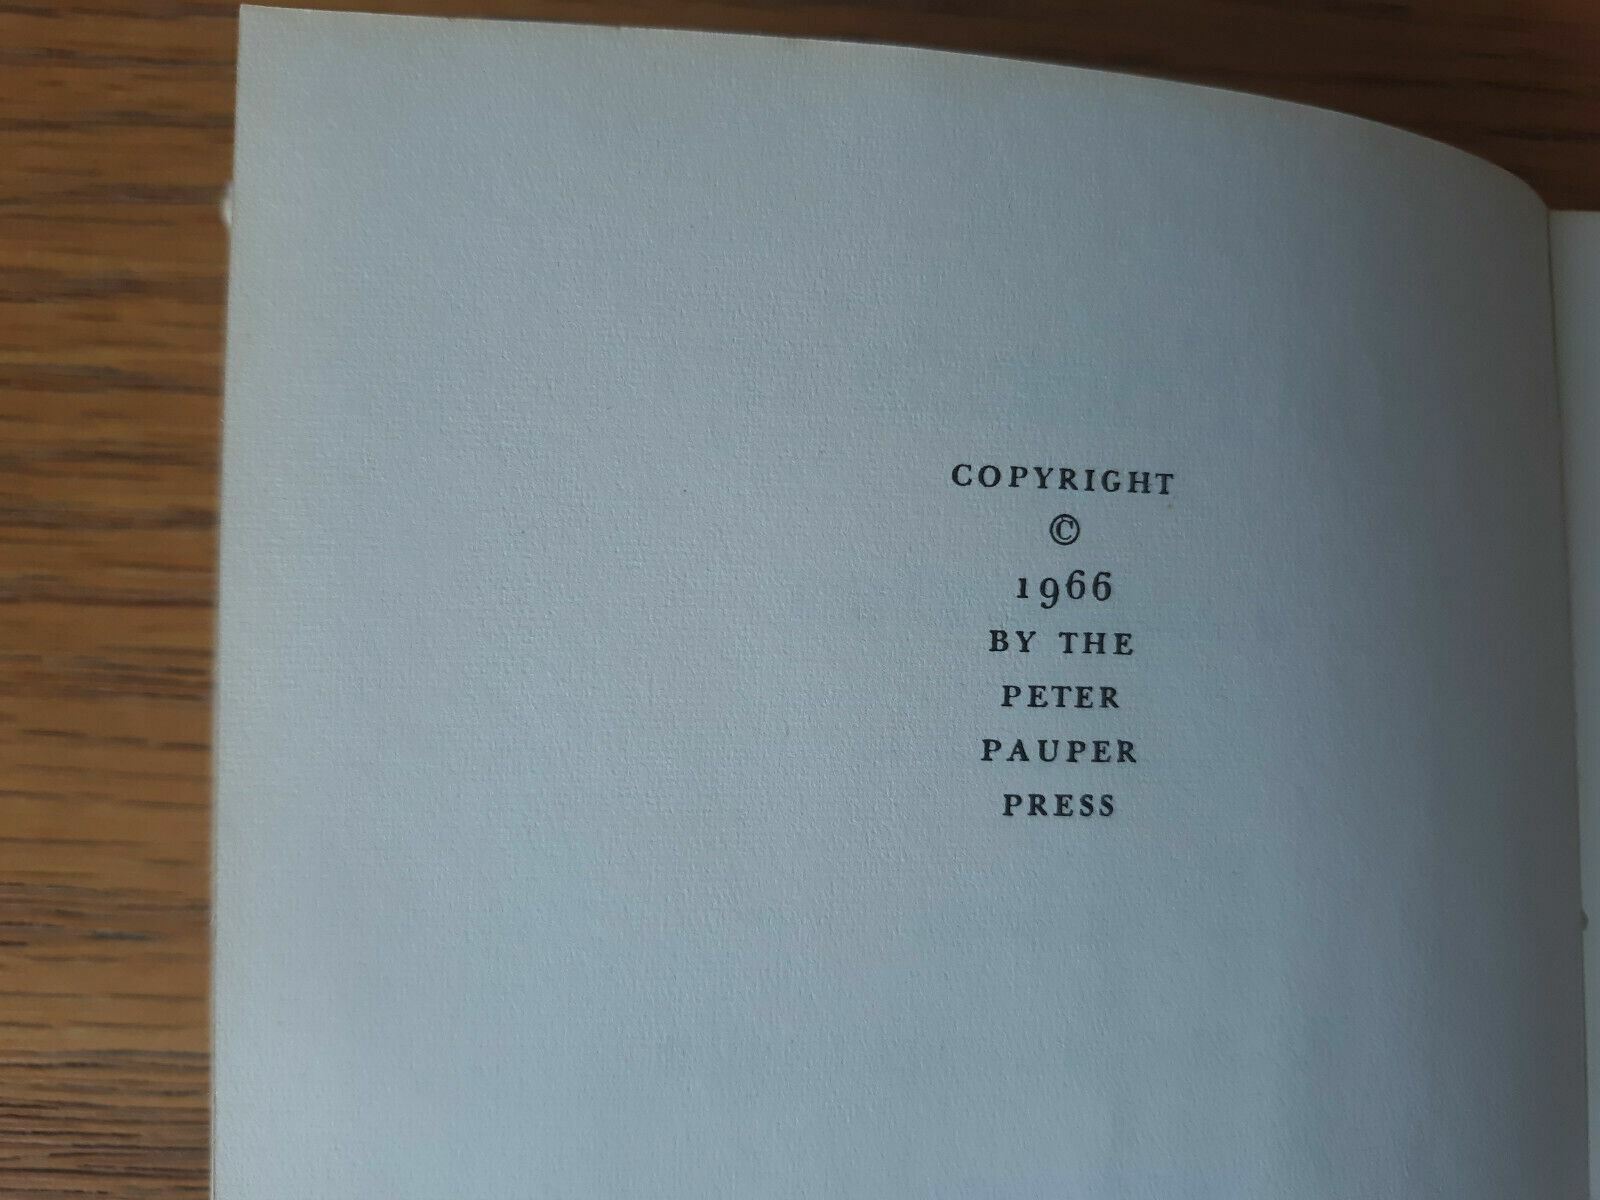 COPYRIGHT
©
1966
BY THE
PETER
PAUPER
PRESS